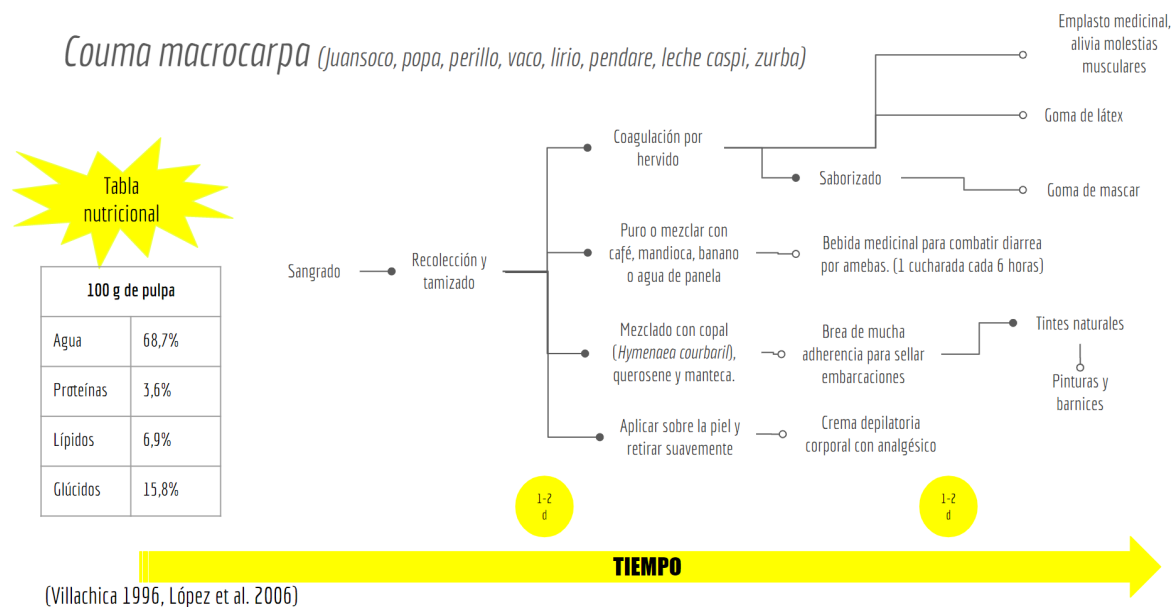 Couma macrocarpa (Juansoco, popa, perillo, vaco, lirio, pendare, leche caspi, zurba)
Tabla
nutricional
100 g de pulpa
Agua 68,7%
Proteínas 3,6%
Lípidos 6,9%
Glúcidos 15,8%
Sangrado
Recolección y
tamizado
Coagulación por
hervido
Saborizado
Emplasto medicinal,
alivia molestias
musculares
Goma de látex
Goma de mascar
Puro o mezclar con
café, mandioca, banano
o agua de panela
Bebida medicinal para combatir diarrea
por amebas. (1 cucharada cada 6 horas)
Mezclado con copal
(Hymenaea courbaril),
querosene y manteca.
Brea de mucha
adherencia para sellar
embarcaciones
Tintes naturales
Pinturas y
barnices
Aplicar sobre la piel y
retirar suavemente
Crema depilatoria
corporal con analgésico
1-2
d
1-2
d
TIEMPO
(Villachica 1996, López et al. 2006)